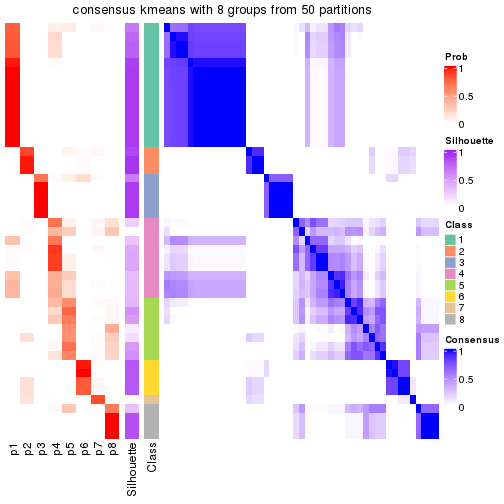 consensus kmeans with 8 groups from 50 partitions
Prob
1
0.5
0
Silhouette
1
0.5
0
Class
1
2
3
4
5
6
7
8
Consensus
1
0.5
0
p1
p2
p3
p4
p5
p6
p7
p8
Silhouette
Class